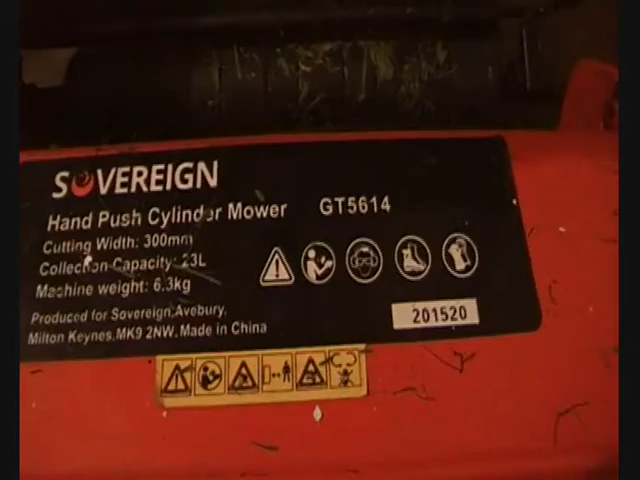 SOVEREIGN
Hand Push Cylinder Mower GT5614
Cutting Width: 300mm
Collection Capacity: 23L
Machine weight: 6.3kg
Produced for Sovereign,Avebury,
Milton Keynes,MK9 2NW.Made in China
201520